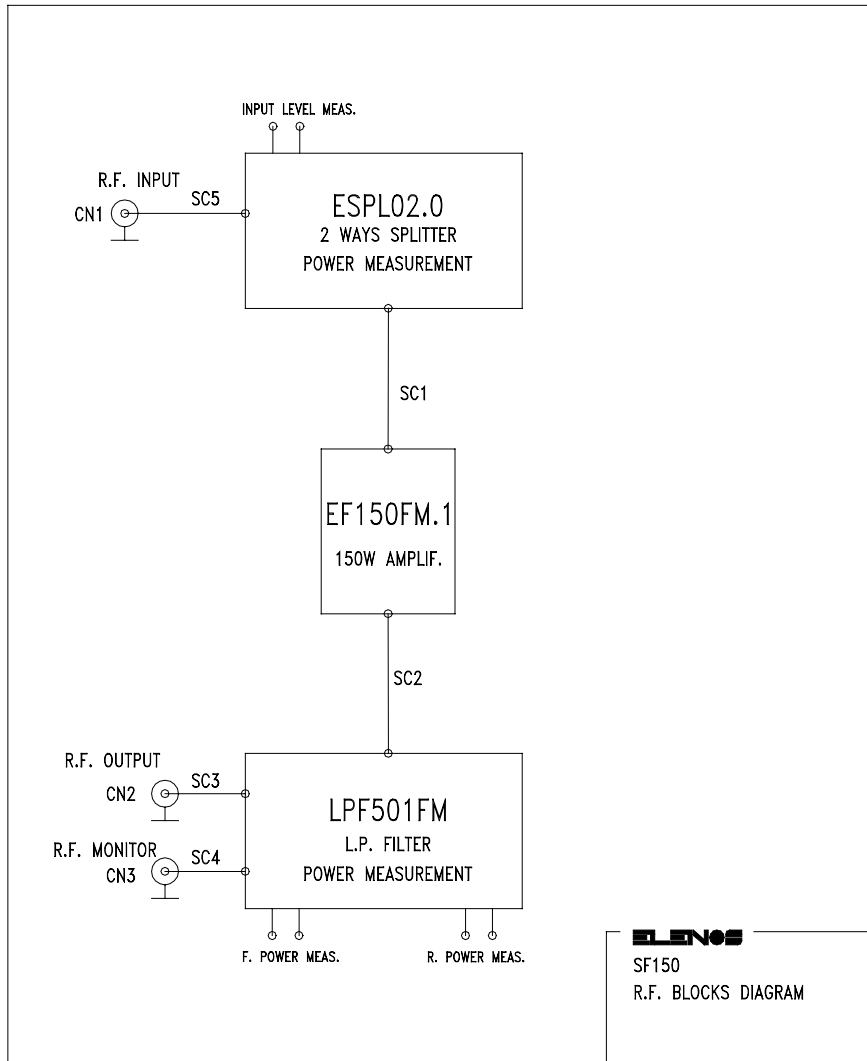 INPUT LEVEL MEAS.
R.F. INPUT
SC5
CN1
ESPL02.0
2 WAYS SPLITTER
POWER MEASUREMENT
SC1
EF150FM.1
150W AMPLIF.
SC2
R.F. OUTPUT
SC3
CN2
R.F. MONITOR
SC4
CN3
LPF501FM
L.P. FILTER
POWER MEASUREMENT
F. POWER MEAS.
R. POWER MEAS.
ELENOS
SF150
R.F. BLOCKS DIAGRAM